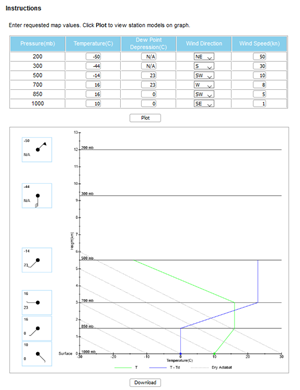 Instructions
Enter requested map values. Click Plot to view station models on graph.
Pressure(mb) Temperature(C) Dew Point Depression(C) Wind Direction Wind Speed(kn)
200 -50 N/A NE 50
300 -44 N/A S 30
500 -14 23 SW 10
700 16 23 W 8
850 16 0 SW 5
1000 10 0 SE 1
Plot
-50
N/A
-44
N/A
-14
23
16
23
16
0
10
0
200 mb
300 mb
500 mb
700 mb
850 mb
1000 mb
Height(km)
Surface
Temperature(C)
T
T - Td
Dry Adiabat
Download